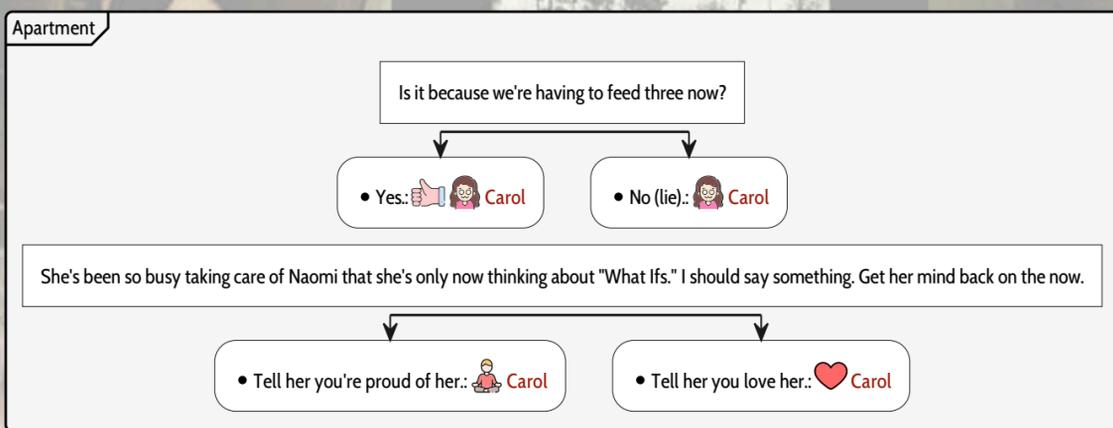 Apartment
Is it because we're having to feed three now?
• Yes.: Carol
• No (lie).: Carol
She's been so busy taking care of Naomi that she's only now thinking about "What Ifs." I should say something. Get her mind back on the now.
• Tell her you're proud of her.: Carol
• Tell her you love her.: Carol